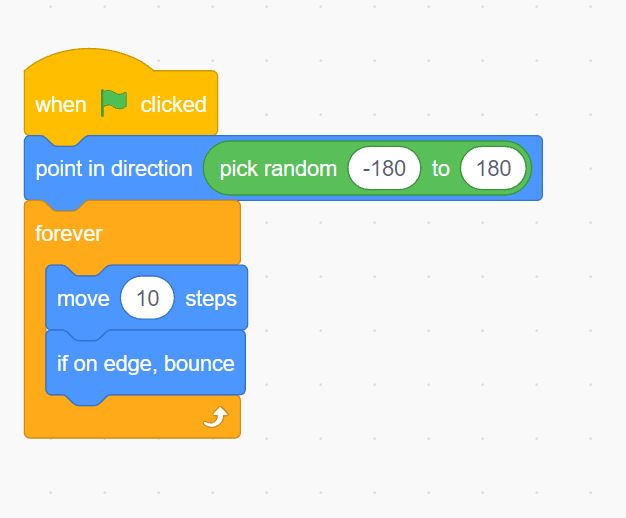 when clicked
point in direction pick random -180 to 180
forever
move 10 steps
if on edge, bounce